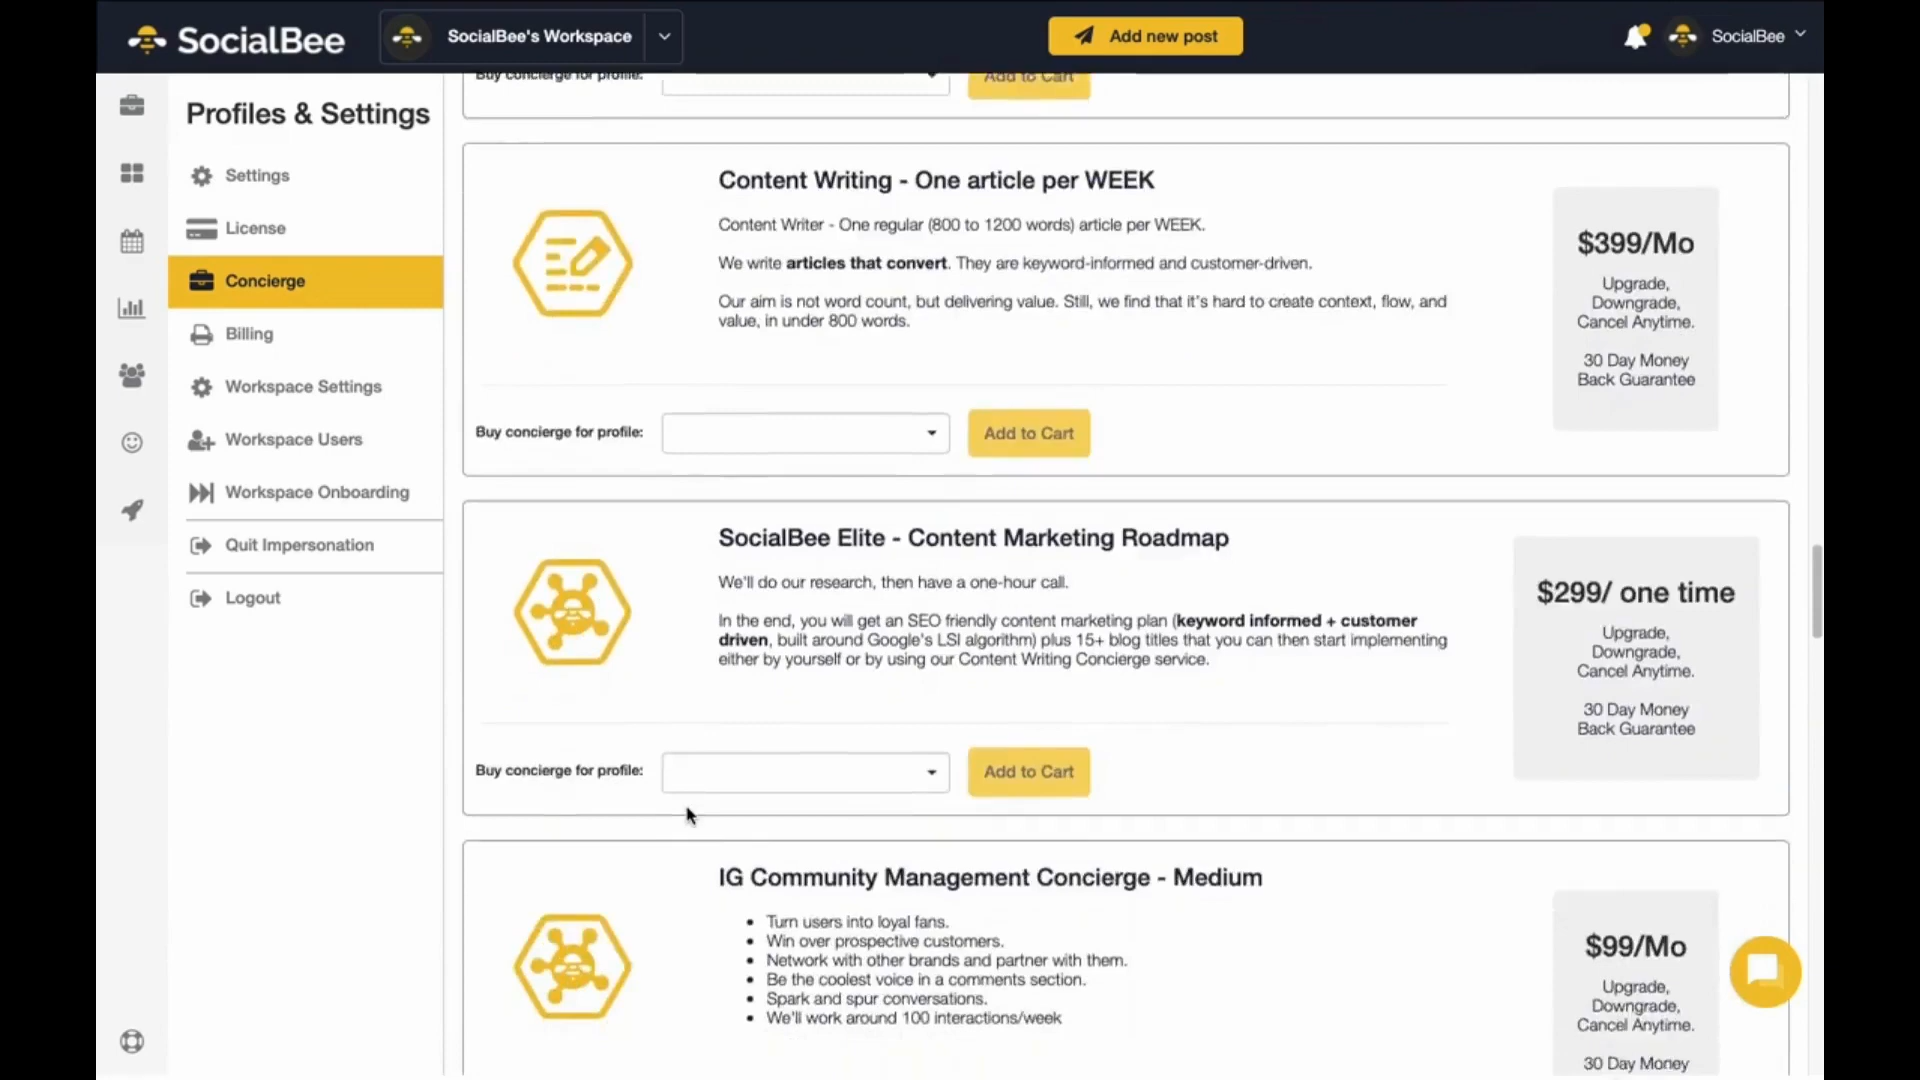 SocialBee
SocialBee's Workspace
Add new post
SocialBee
Profiles & Settings
Settings
License
Concierge
Billing
Workspace Settings
Workspace Users
Workspace Onboarding
Quit Impersonation
Logout
Buy concierge for profile:
Add to Cart
Content Writing - One article per WEEK
Content Writer - One regular (800 to 1200 words) article per WEEK.
We write articles that convert. They are keyword-informed and customer-driven.
Our aim is not word count, but delivering value. Still, we find that it's hard to create context, flow, and
value, in under 800 words.
$399/Mo
Upgrade,
Downgrade,
Cancel Anytime.
30 Day Money
Back Guarantee
Buy concierge for profile:
Add to Cart
SocialBee Elite - Content Marketing Roadmap
We'll do our research, then have a one-hour call.
In the end, you will get an SEO friendly content marketing plan (keyword informed + customer
driven, built around Google's LSI algorithm) plus 15+ blog titles that you can then start implementing
either by yourself or by using our Content Writing Concierge service.
$299/ one time
Upgrade,
Downgrade,
Cancel Anytime.
30 Day Money
Back Guarantee
Buy concierge for profile:
Add to Cart
IG Community Management Concierge - Medium
• Turn users into loyal fans.
• Win over prospective customers.
• Network with other brands and partner with them.
• Be the coolest voice in a comments section.
• Spark and spur conversations.
• We'll work around 100 interactions/week
$99/Mo
Upgrade,
Downgrade,
Cancel Anytime.
30 Day Money